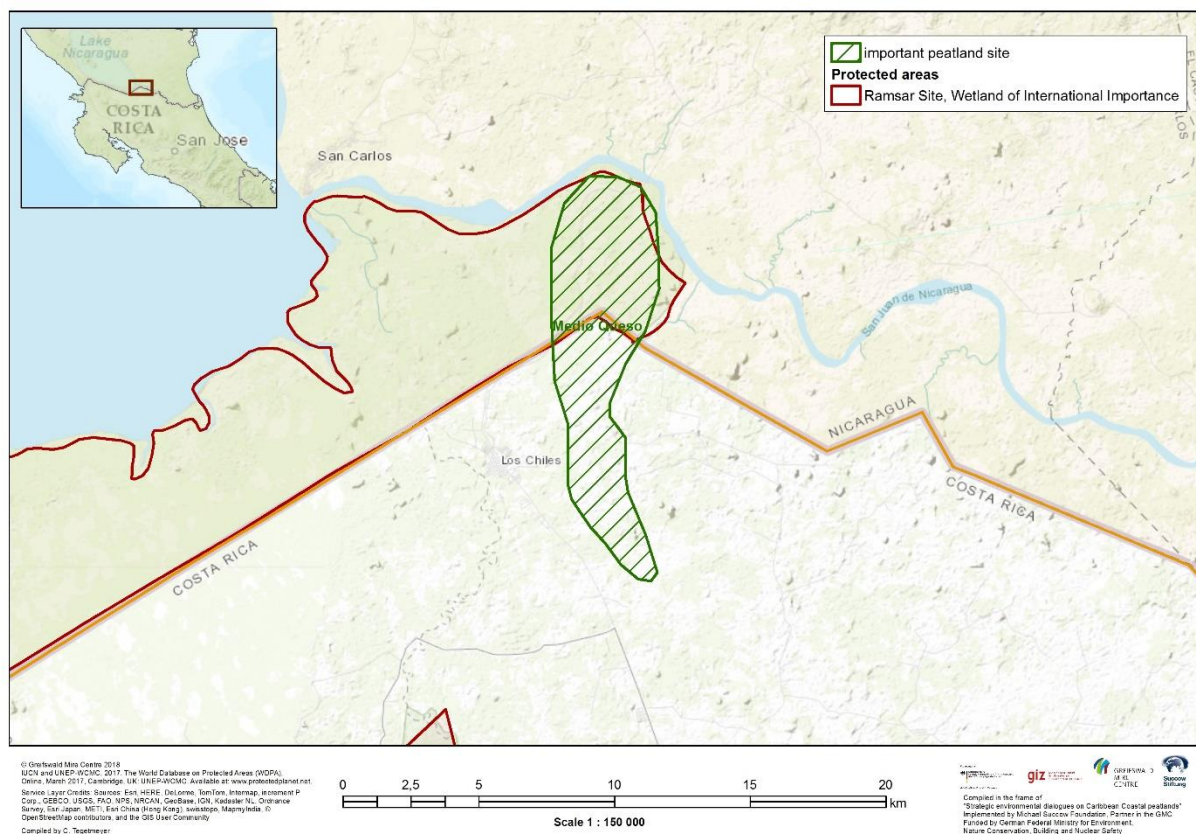 Lake
Nicaragua
COSTA
RICA
San Jose
important peatland site
Protected areas
Ramsar Site, Wetland of International Importance
San Carlos
San Juan de Nicaragua
Medio Queso
Los Chiles
NICARAGUA
COSTA RICA
COSTA RICA
© Greifswald Mire Centre 2018
IUCN and UNEP-WCMC. 2017. The World Database on Protected Areas (WDPA).
Online, March 2017, Cambridge. UK: UNEP-WCMC. Available at: www.protectedplanet.net.
Service Layer Credits: Sources: Esri, HERE, DeLorme, TomTom, Intermap, increment P
Corp., GEBCO, USGS, FAO, NPS, NRCAN, GeoBase, IGN, Kadaster NL, Ordnance
Survey, Esri Japan, METI, Esri China (Hong Kong), swisstopo, MapmyIndia, ©
OpenStreetMap contributors, and the GIS User Community
Compiled by C. Tegetmeyer
0 2,5 5 10 15 20
km
Scale 1 : 150 000
giz
GREIFSWALD
MIRE
CENTRE
Succow
Stiftung
Compiled in the frame of
"Strategic environmental dialogues on Caribbean Coastal peatlands"
Implemented by Michael Succow Foundation, Partner in the GMC
Funded by German Federal Ministry for Environment,
Nature Conservation, Building and Nuclear Safety